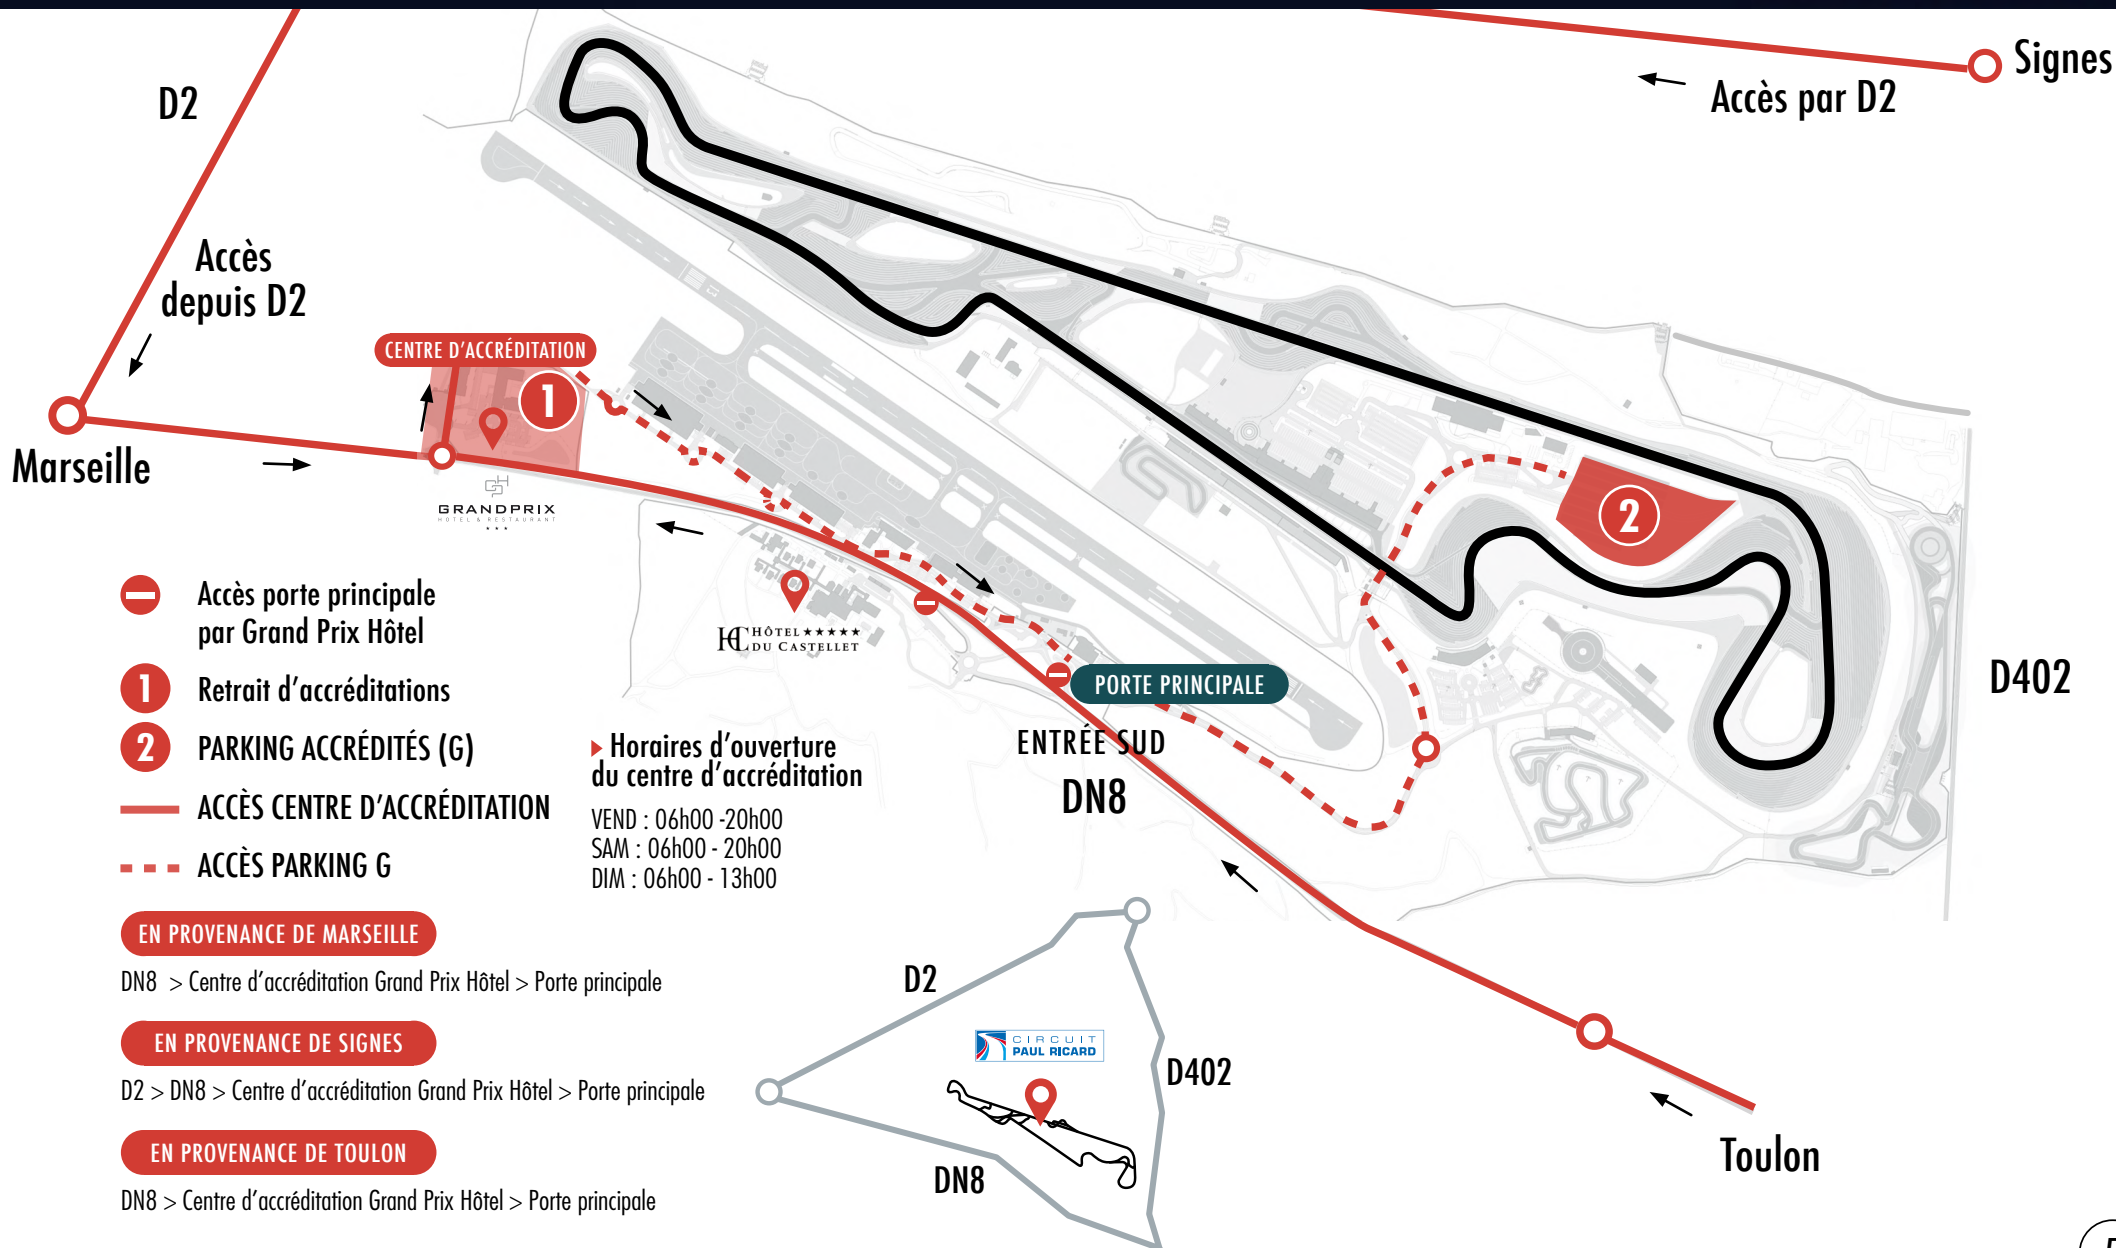 Signes
D2
Accès par D2
Accès
depuis D2
CENTRE D'ACCRÉDITATION
1
Marseille
GRANDPRIX
HOTEL & RESTAURANT
2
Accès porte principale
par Grand Prix Hôtel
HC HÔTEL ★★★★★
DU CASTELLET
PORTE PRINCIPALE
D402
1 Retrait d'accréditations
2 PARKING ACCRÉDITÉS (G)
ENTRÉE SUD
DN8
ACCÈS CENTRE D'ACCRÉDITATION
ACCÈS PARKING G
Horaires d'ouverture
du centre d'accréditation
VEND : 06h00 -20h00
SAM : 06h00 - 20h00
DIM : 06h00 - 13h00
EN PROVENANCE DE MARSEILLE
DN8 > Centre d'accréditation Grand Prix Hôtel > Porte principale
EN PROVENANCE DE SIGNES
D2 > DN8 > Centre d'accréditation Grand Prix Hôtel > Porte principale
EN PROVENANCE DE TOULON
DN8 > Centre d'accréditation Grand Prix Hôtel > Porte principale
D2
CIRCUIT
PAUL RICARD
D402
DN8
Toulon